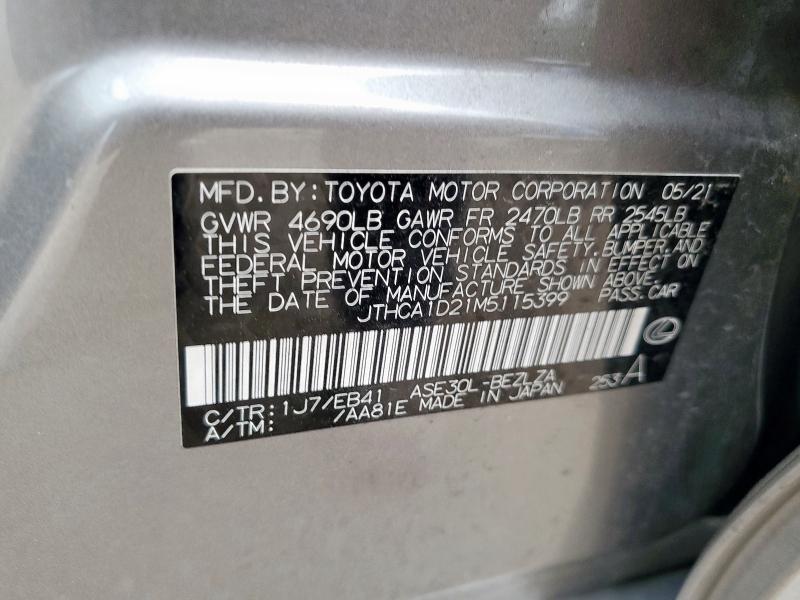 MFD. BY: TOYOTA MOTOR CORPORATION 05/21
GVWR 4690LB GAWR FR 2470LB RR 2545LB
THIS VEHICLE CONFORMS TO ALL APPLICABLE
FEDERAL MOTOR VEHICLE SAFETY, BUMPER, AND
THEFT PREVENTION STANDARDS IN EFFECT ON
THE DATE OF MANUFACTURE SHOWN ABOVE.
JTHCA1D21M5115399 PASS. CAR
C/TR: 1J7/EB41 ASE30L-BEZLZA 253A
A/TM: /AA81E MADE IN JAPAN